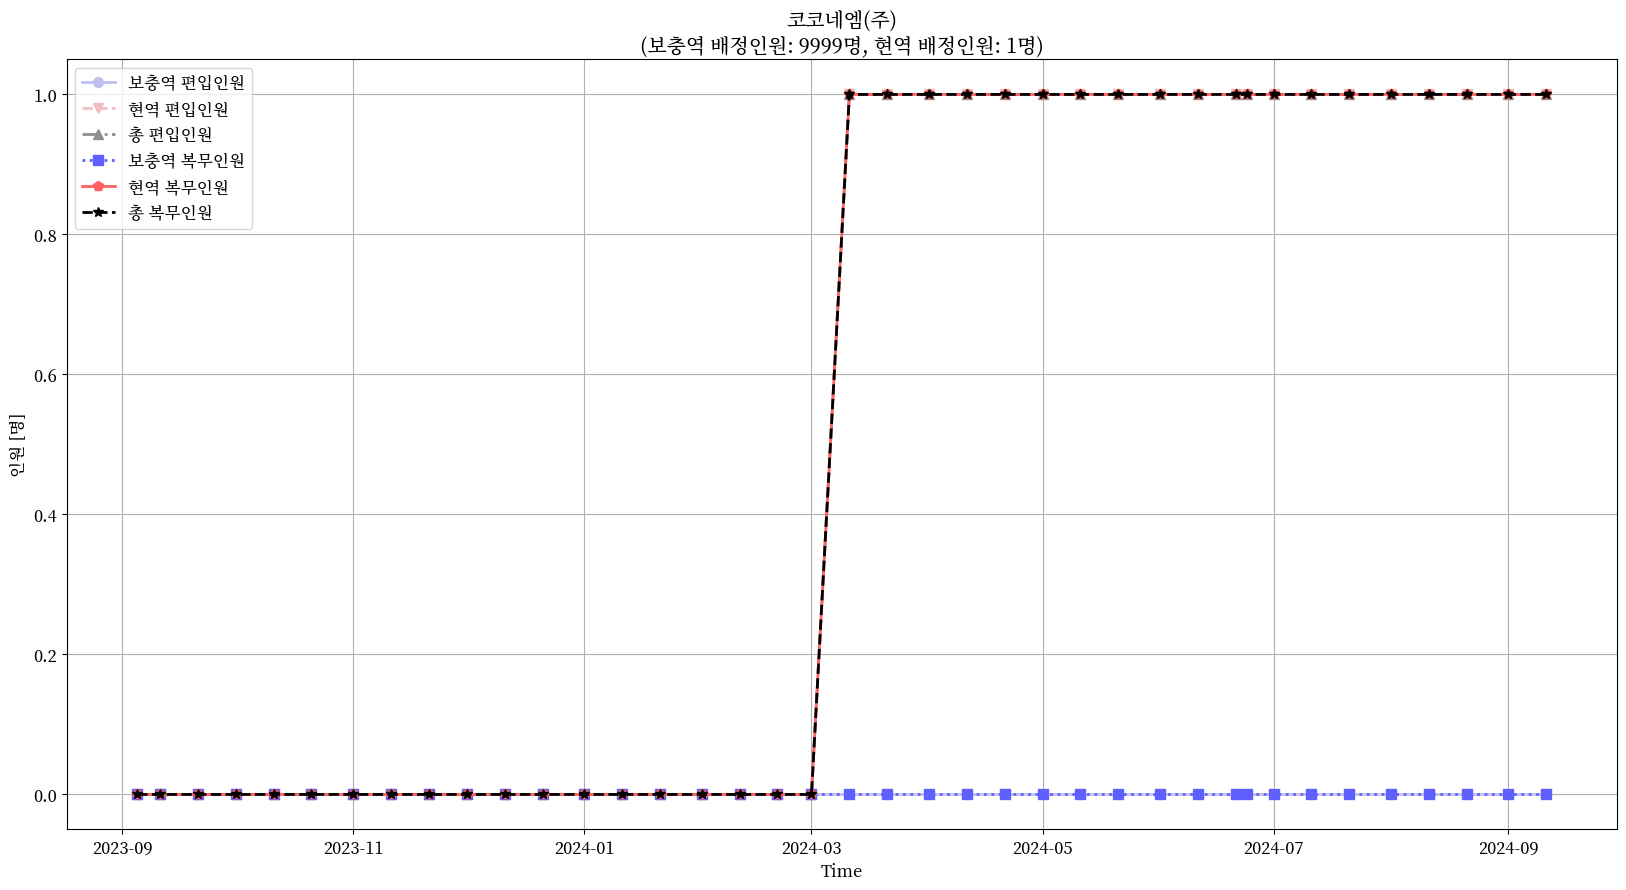 코코네엠(주)
(보충역 배정인원: 9999명, 현역 배정인원: 1명)
보충역 편입인원
현역 편입인원
총 편입인원
보충역 복무인원
현역 복무인원
총 복무인원
1.0
0.8
0.6
0.4
0.2
0.0
인원 [명]
2023-09
2023-11
2024-01
2024-03
2024-05
2024-07
2024-09
Time